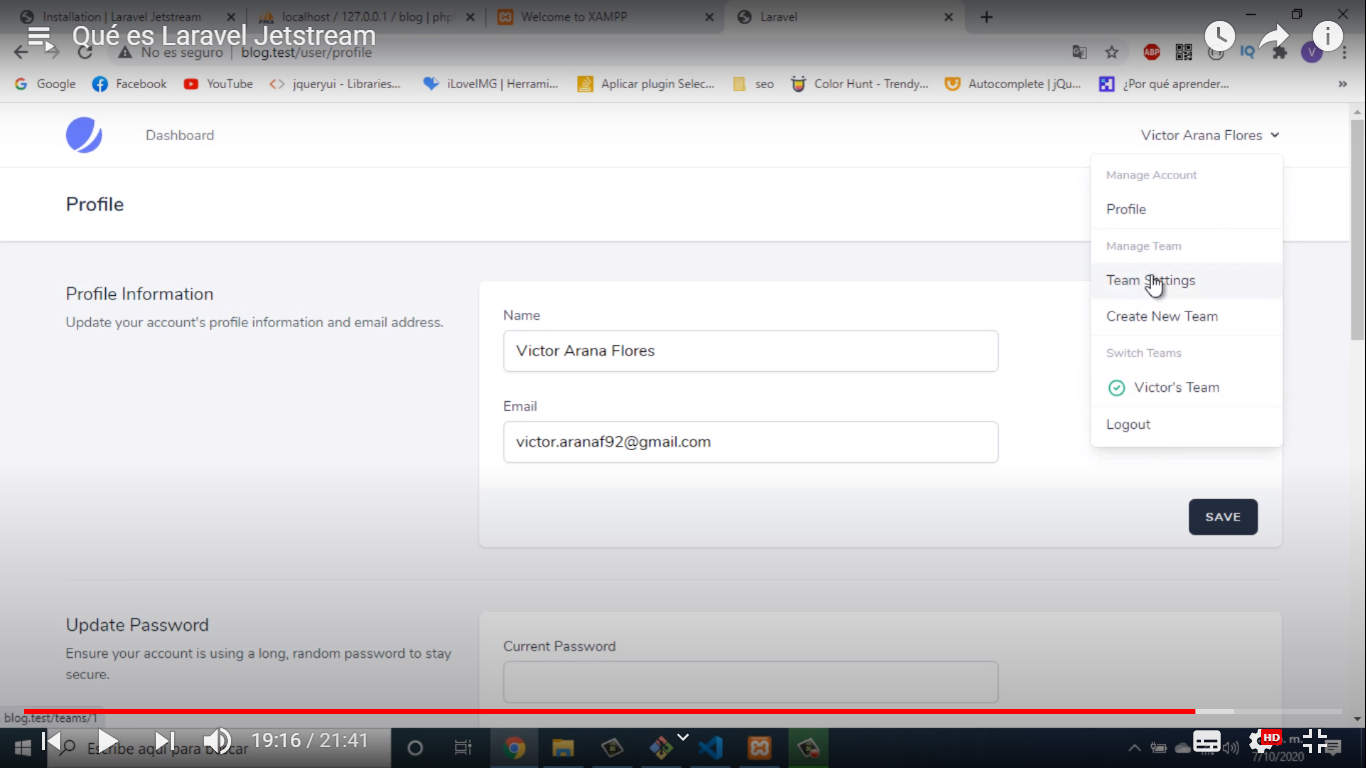 Installation | Laravel Jetstream
localhost / 127.0.0.1 / blog | php
Welcome to XAMPP
Laravel
Qué es Laravel Jetstream
No es seguro | blog.test/user/profile
ABP
IQ
V
Google
Facebook
YouTube
jqueryui - Libraries...
iLoveIMG | Herrami...
Aplicar plugin Selec...
seo
Color Hunt - Trendy...
Autocomplete | jQu...
¿Por qué aprender...
»
Dashboard
Victor Arana Flores
Manage Account
Profile
Profile
Manage Team
Team Settings
Create New Team
Switch Teams
Victor's Team
Logout
Profile Information
Update your account's profile information and email address.
Name
Victor Arana Flores
Email
victor.aranaf92@gmail.com
SAVE
Update Password
Ensure your account is using a long, random password to stay
secure.
Current Password
blog.test/teams/1
Escribe aquí para buscar
19:16 / 21:41
HD
7/10/2020